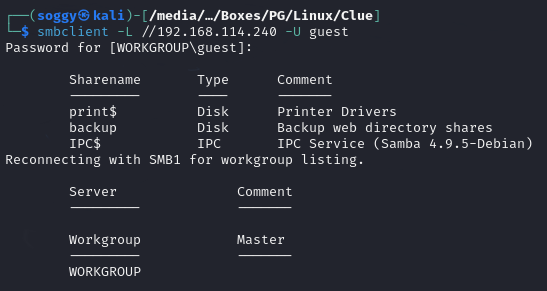 ┌──(soggy㉿kali)-[/media/…/Boxes/PG/Linux/Clue]
└─$ smbclient -L //192.168.114.240 -U guest
Password for [WORKGROUP\guest]:
Sharename       Type      Comment
---------       ----      -------
print$          Disk      Printer Drivers
backup          Disk      Backup web directory shares
IPC$            IPC       IPC Service (Samba 4.9.5-Debian)
Reconnecting with SMB1 for workgroup listing.
Server               Comment
---------            -------
Workgroup            Master
---------            -------
WORKGROUP